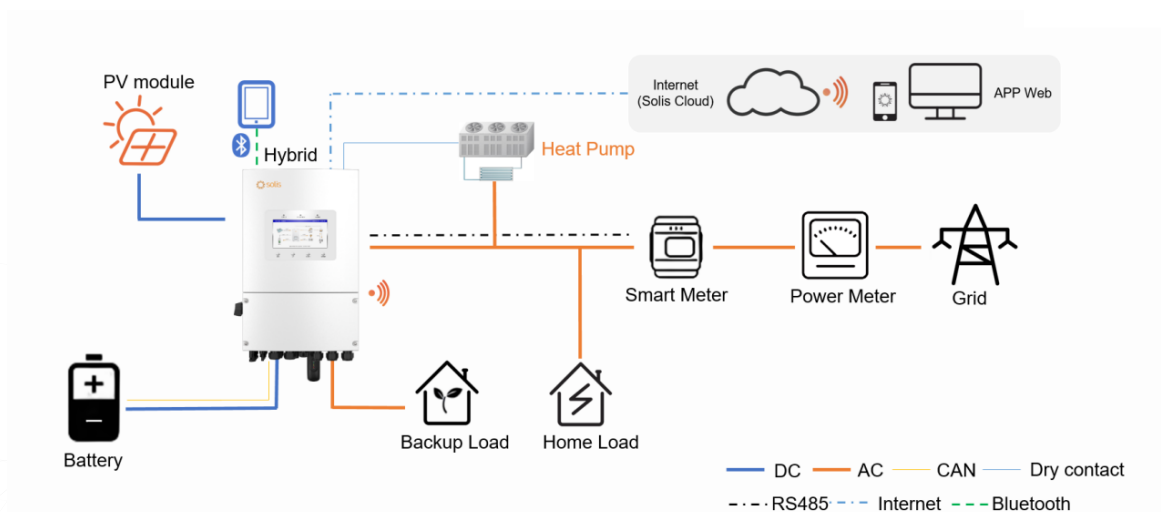 PV module
Internet
(Solis Cloud)
APP Web
Hybrid
solis
Heat Pump
Smart Meter
Power Meter
Grid
Battery
Backup Load
Home Load
DC
AC
CAN
Dry contact
RS485
Internet
Bluetooth